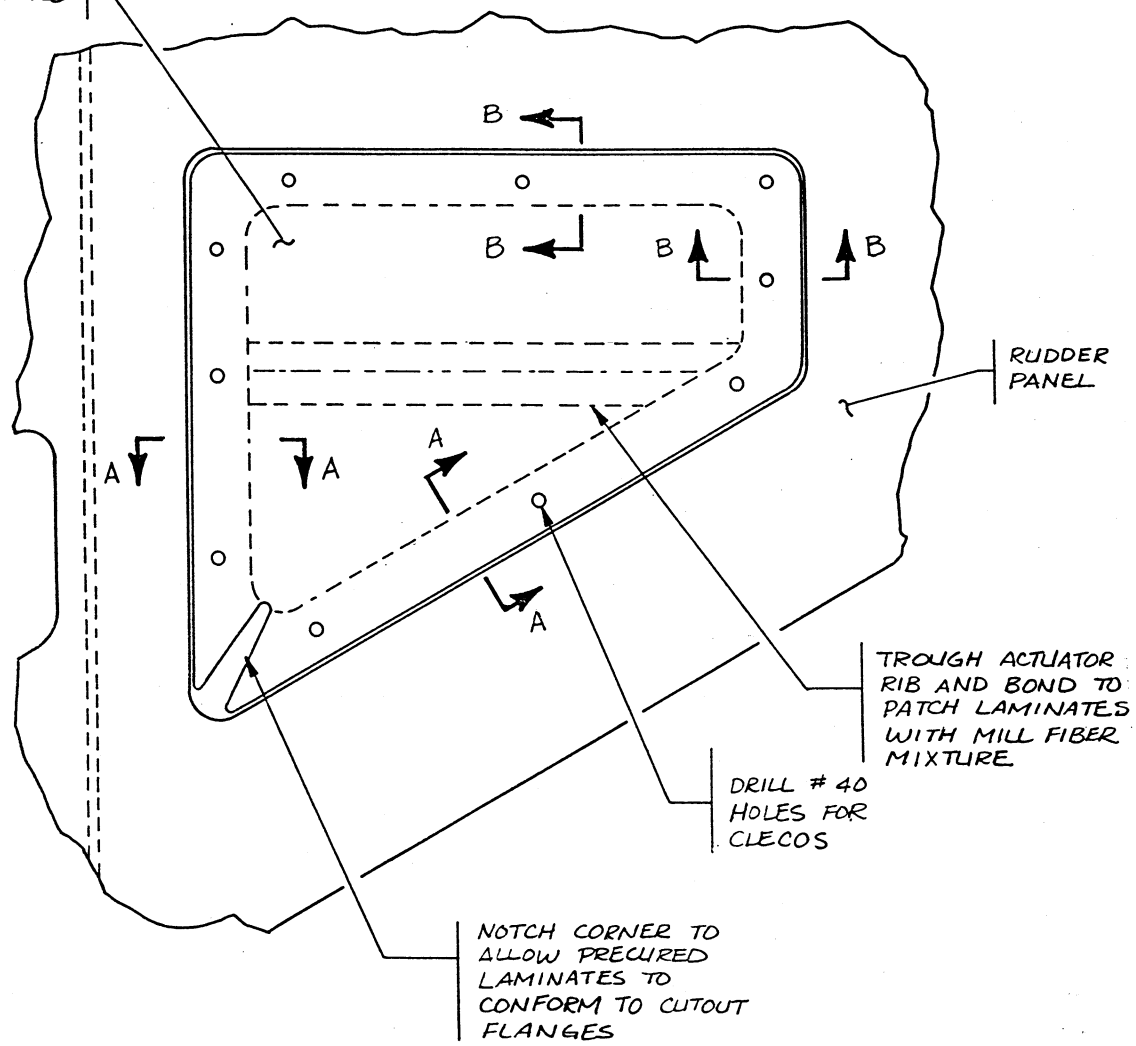 B
B
B
B
RUDDER
PANEL
A
A
A
A
TROUGH ACTUATOR
RIB AND BOND TO
PATCH LAMINATES
WITH MILL FIBER
MIXTURE
DRILL # 40
HOLES FOR
CLECOS
NOTCH CORNER TO
ALLOW PRECURED
LAMINATES TO
CONFORM TO CUTOUT
FLANGES